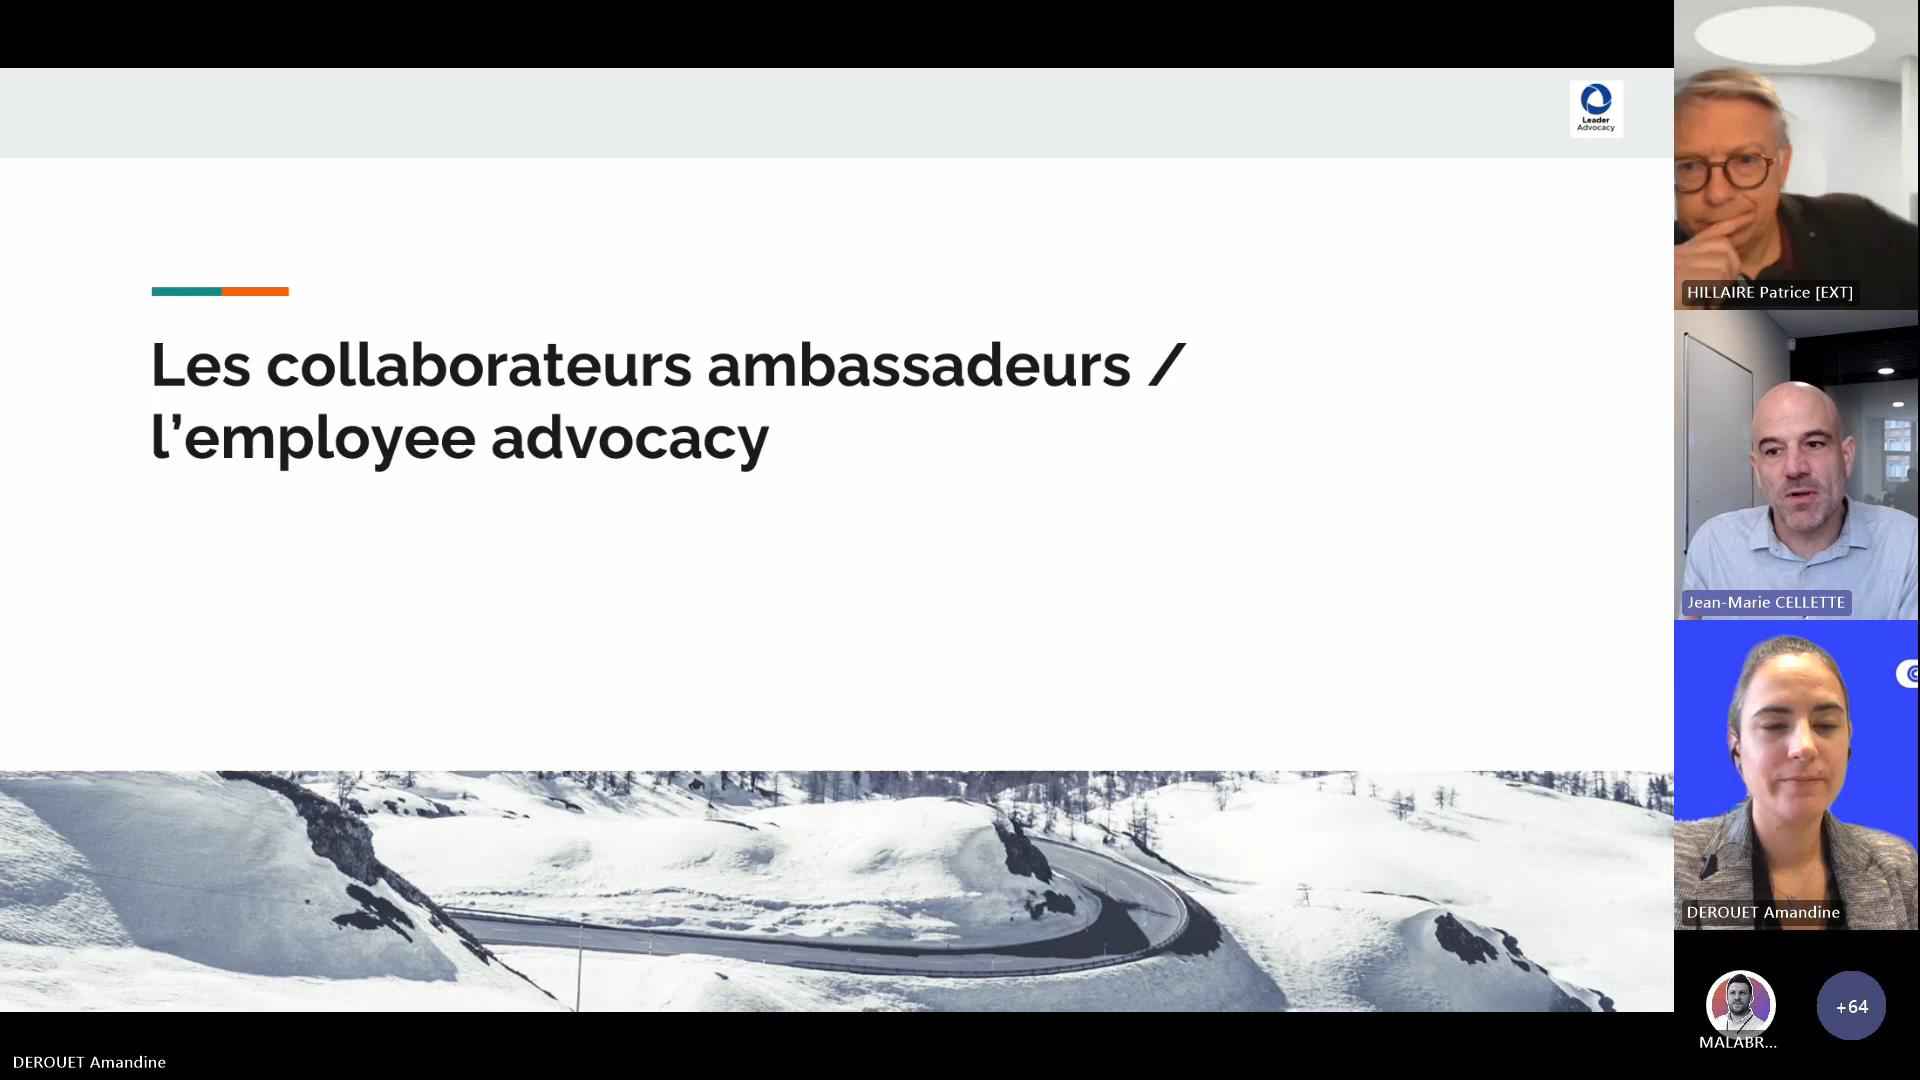 Leader
Advocacy
Les collaborateurs ambassadeurs /
l’employee advocacy
HILLAIRE Patrice [EXT]
Jean-Marie CELLETTE
DEROUET Amandine
MALABR...
+64
DEROUET Amandine